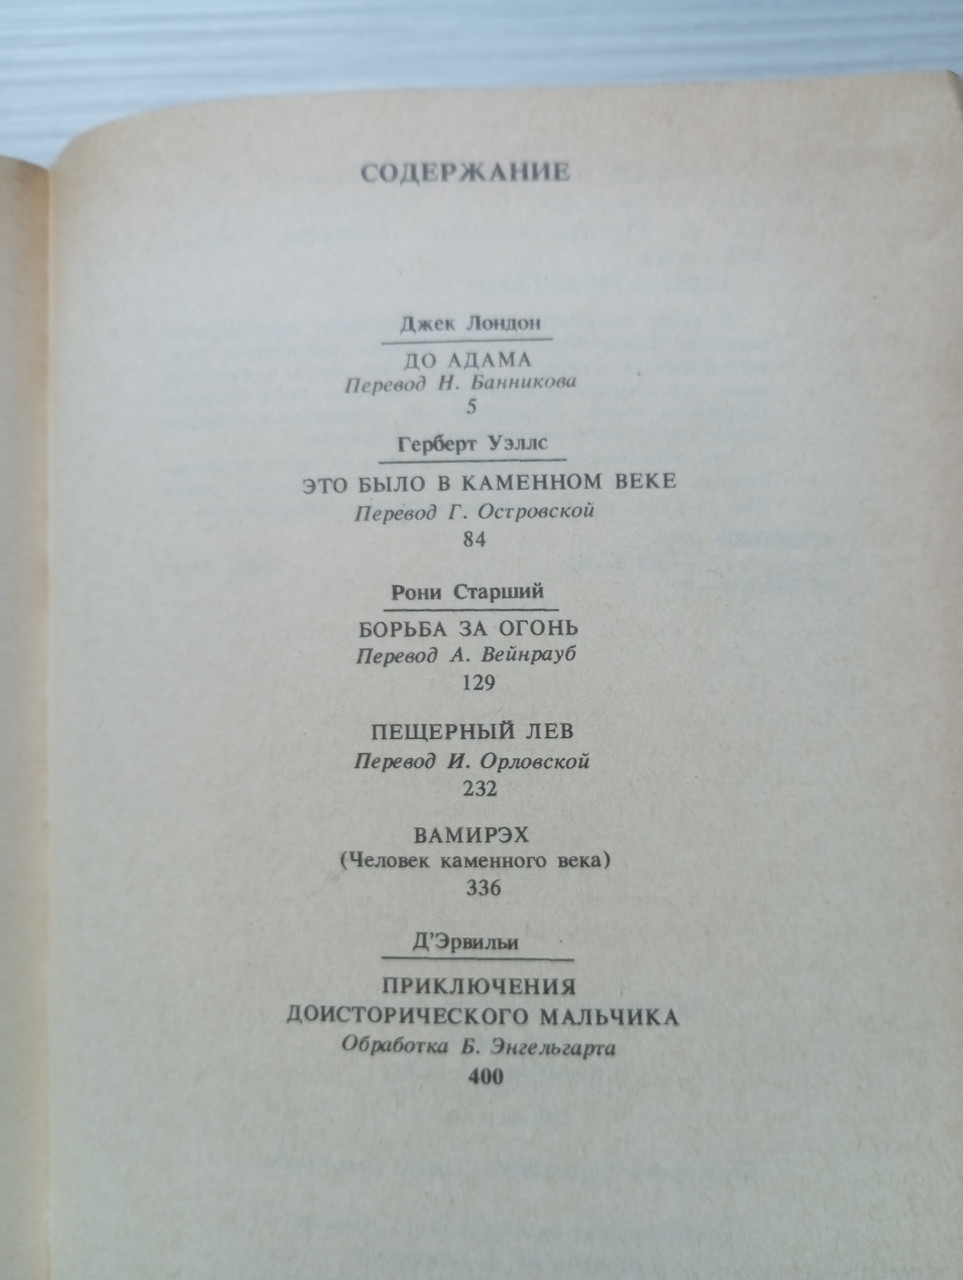 СОДЕРЖАНИЕ
Джек Лондон
ДО АДАМА
Перевод Н. Банникова
5
Герберт Уэллс
ЭТО БЫЛО В КАМЕННОМ ВЕКЕ
Перевод Г. Островской
84
Рони Старший
БОРЬБА ЗА ОГОНЬ
Перевод А. Вейнрауб
129
ПЕЩЕРНЫЙ ЛЕВ
Перевод И. Орловской
232
ВАМИРЭХ
(Человек каменного века)
336
Д’Эрвильи
ПРИКЛЮЧЕНИЯ
ДОИСТОРИЧЕСКОГО МАЛЬЧИКА
Обработка Б. Энгельгарта
400